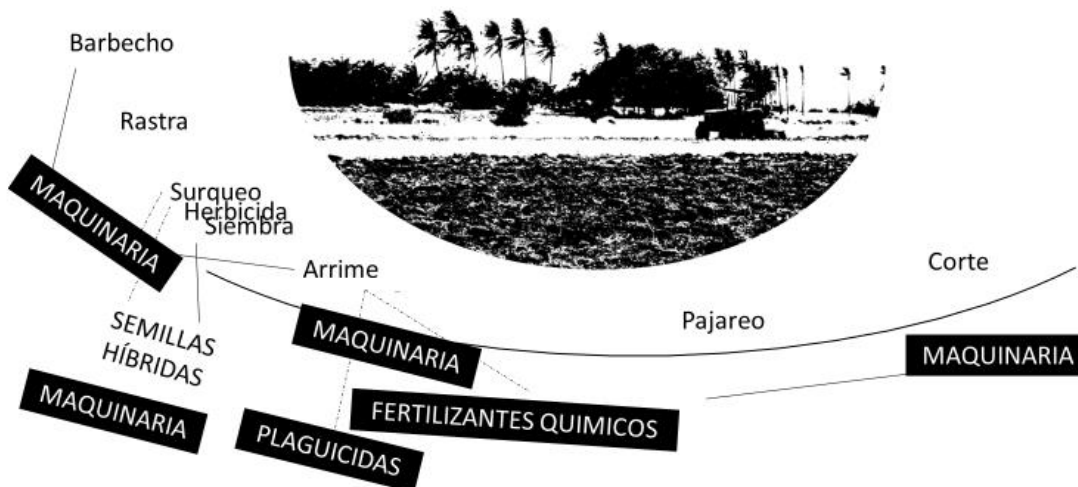 Barbecho
Rastra
MAQUINARIA
Surqueo
Herbicida
Siembra
Arrime
SEMILLAS
HÍBRIDAS
MAQUINARIA
MAQUINARIA
PLAGUICIDAS
FERTILIZANTES QUIMICOS
Pajareo
Corte
MAQUINARIA